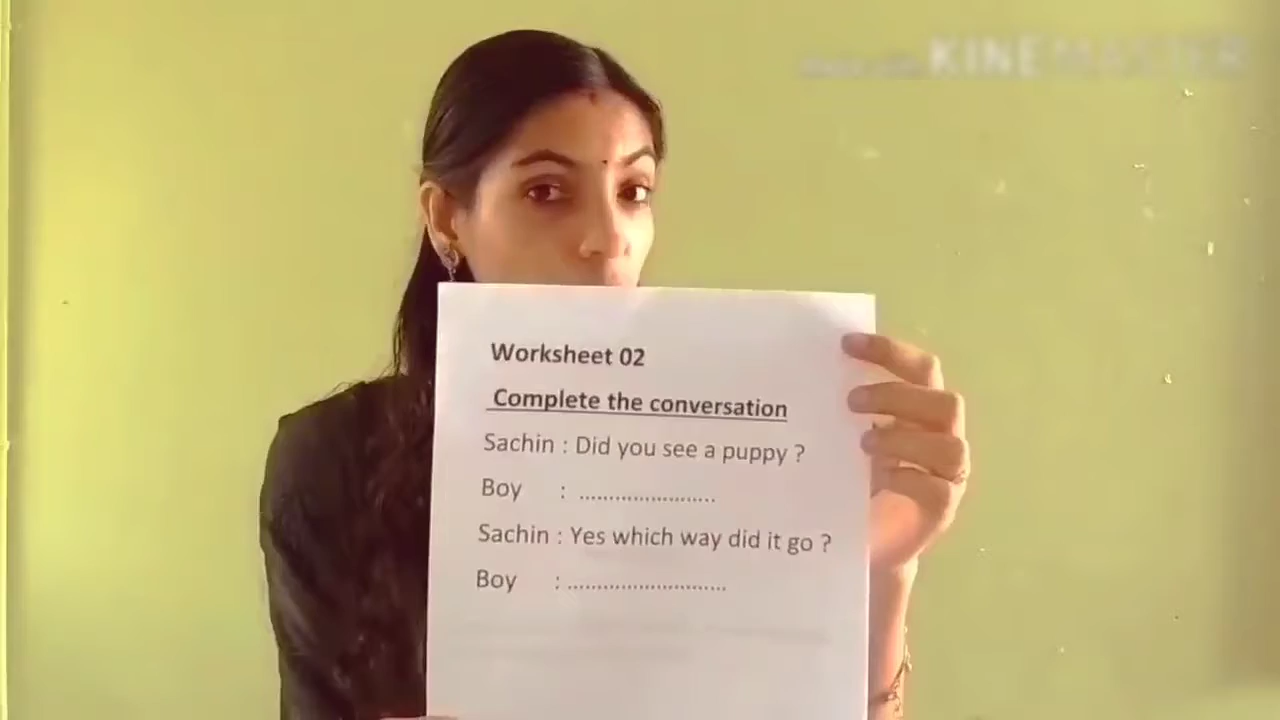 KINEMASTER
Worksheet 02
Complete the conversation
Sachin : Did you see a puppy ?
Boy : .......................
Sachin : Yes which way did it go ?
Boy : ...........................